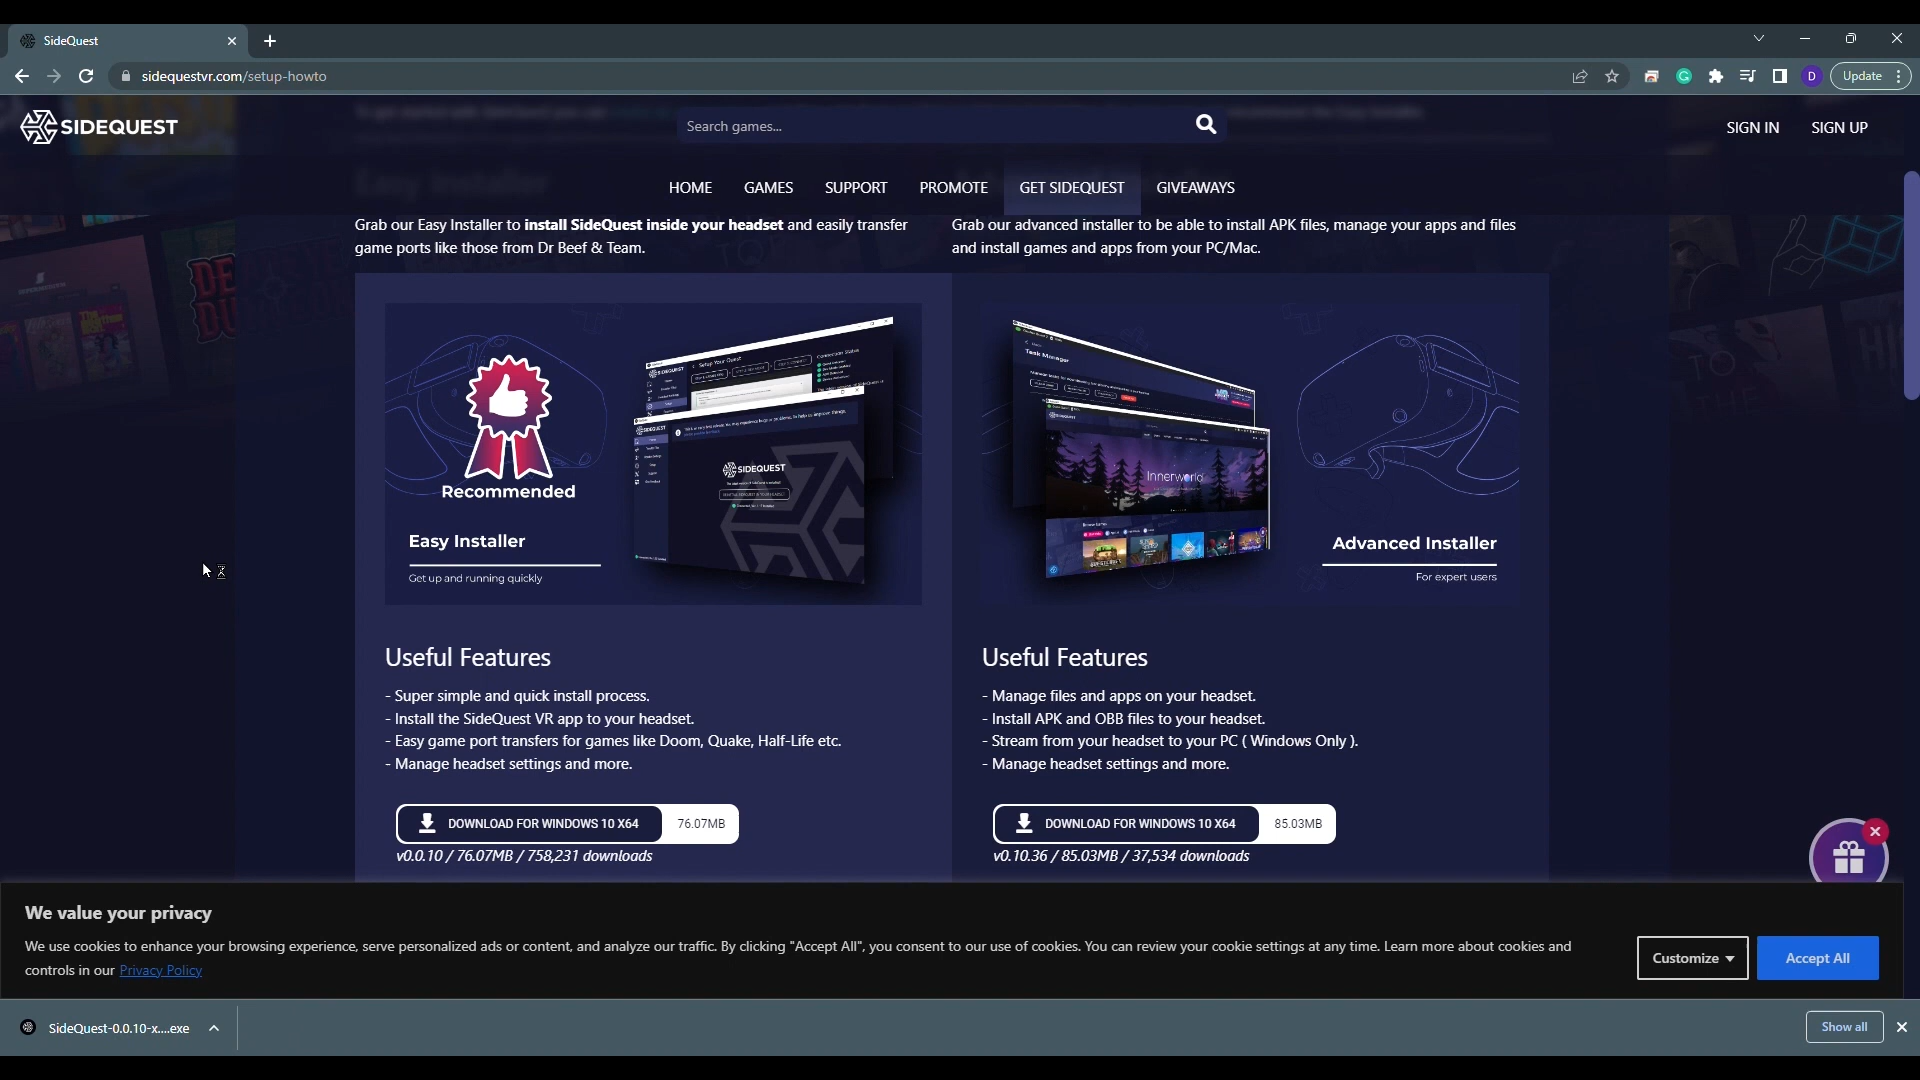 SideQuest
sidequestvr.com/setup-howto
D
Update
SIDEQUEST
Search games...
SIGN IN
SIGN UP
HOME
GAMES
SUPPORT
PROMOTE
GET SIDEQUEST
GIVEAWAYS
Easy Installer
Grab our Easy Installer to install SideQuest inside your headset and easily transfer
game ports like those from Dr Beef & Team.
Grab our advanced installer to be able to install APK files, manage your apps and files
and install games and apps from your PC/Mac.
Recommended
Easy Installer
Get up and running quickly
Setup Your Quest
SIDEQUEST
Task Manager
Innerworld
Advanced Installer
For expert users
Useful Features
- Super simple and quick install process.
- Install the SideQuest VR app to your headset.
- Easy game port transfers for games like Doom, Quake, Half-Life etc.
- Manage headset settings and more.
DOWNLOAD FOR WINDOWS 10 X64
76.07MB
v0.0.10 / 76.07MB / 758,231 downloads
Useful Features
- Manage files and apps on your headset.
- Install APK and OBB files to your headset.
- Stream from your headset to your PC ( Windows Only ).
- Manage headset settings and more.
DOWNLOAD FOR WINDOWS 10 X64
85.03MB
v0.10.36 / 85.03MB / 37,534 downloads
We value your privacy
We use cookies to enhance your browsing experience, serve personalized ads or content, and analyze our traffic. By clicking "Accept All", you consent to our use of cookies. You can review your cookie settings at any time. Learn more about cookies and
controls in our Privacy Policy
Customize
Accept All
SideQuest-0.0.10-x....exe
Show all